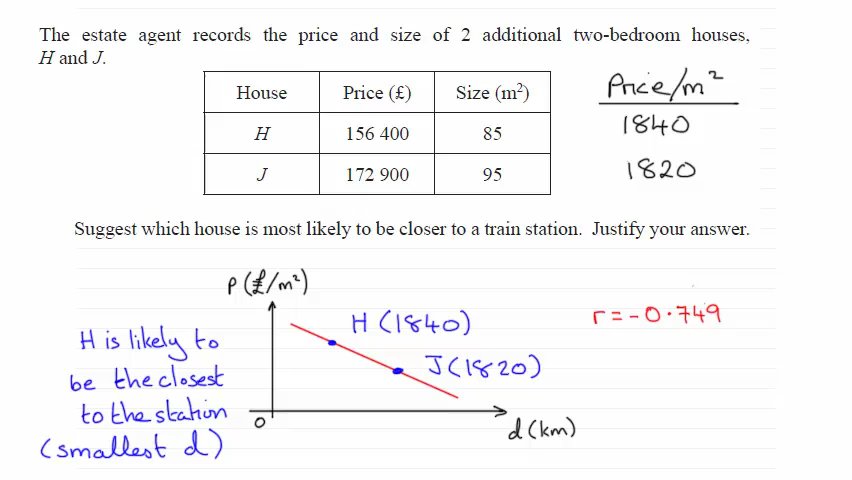 The estate agent records the price and size of 2 additional two-bedroom houses,
H and J.
House Price (£) Size (m²)
H 156 400 85
J 172 900 95
Price/m²
1840
1820
Suggest which house is most likely to be closer to a train station. Justify your answer.
P (£/m²)
H (1840)
J (1820)
r = -0.749
H is likely to
be the closest
to the station
(smallest d)
0
d (km)